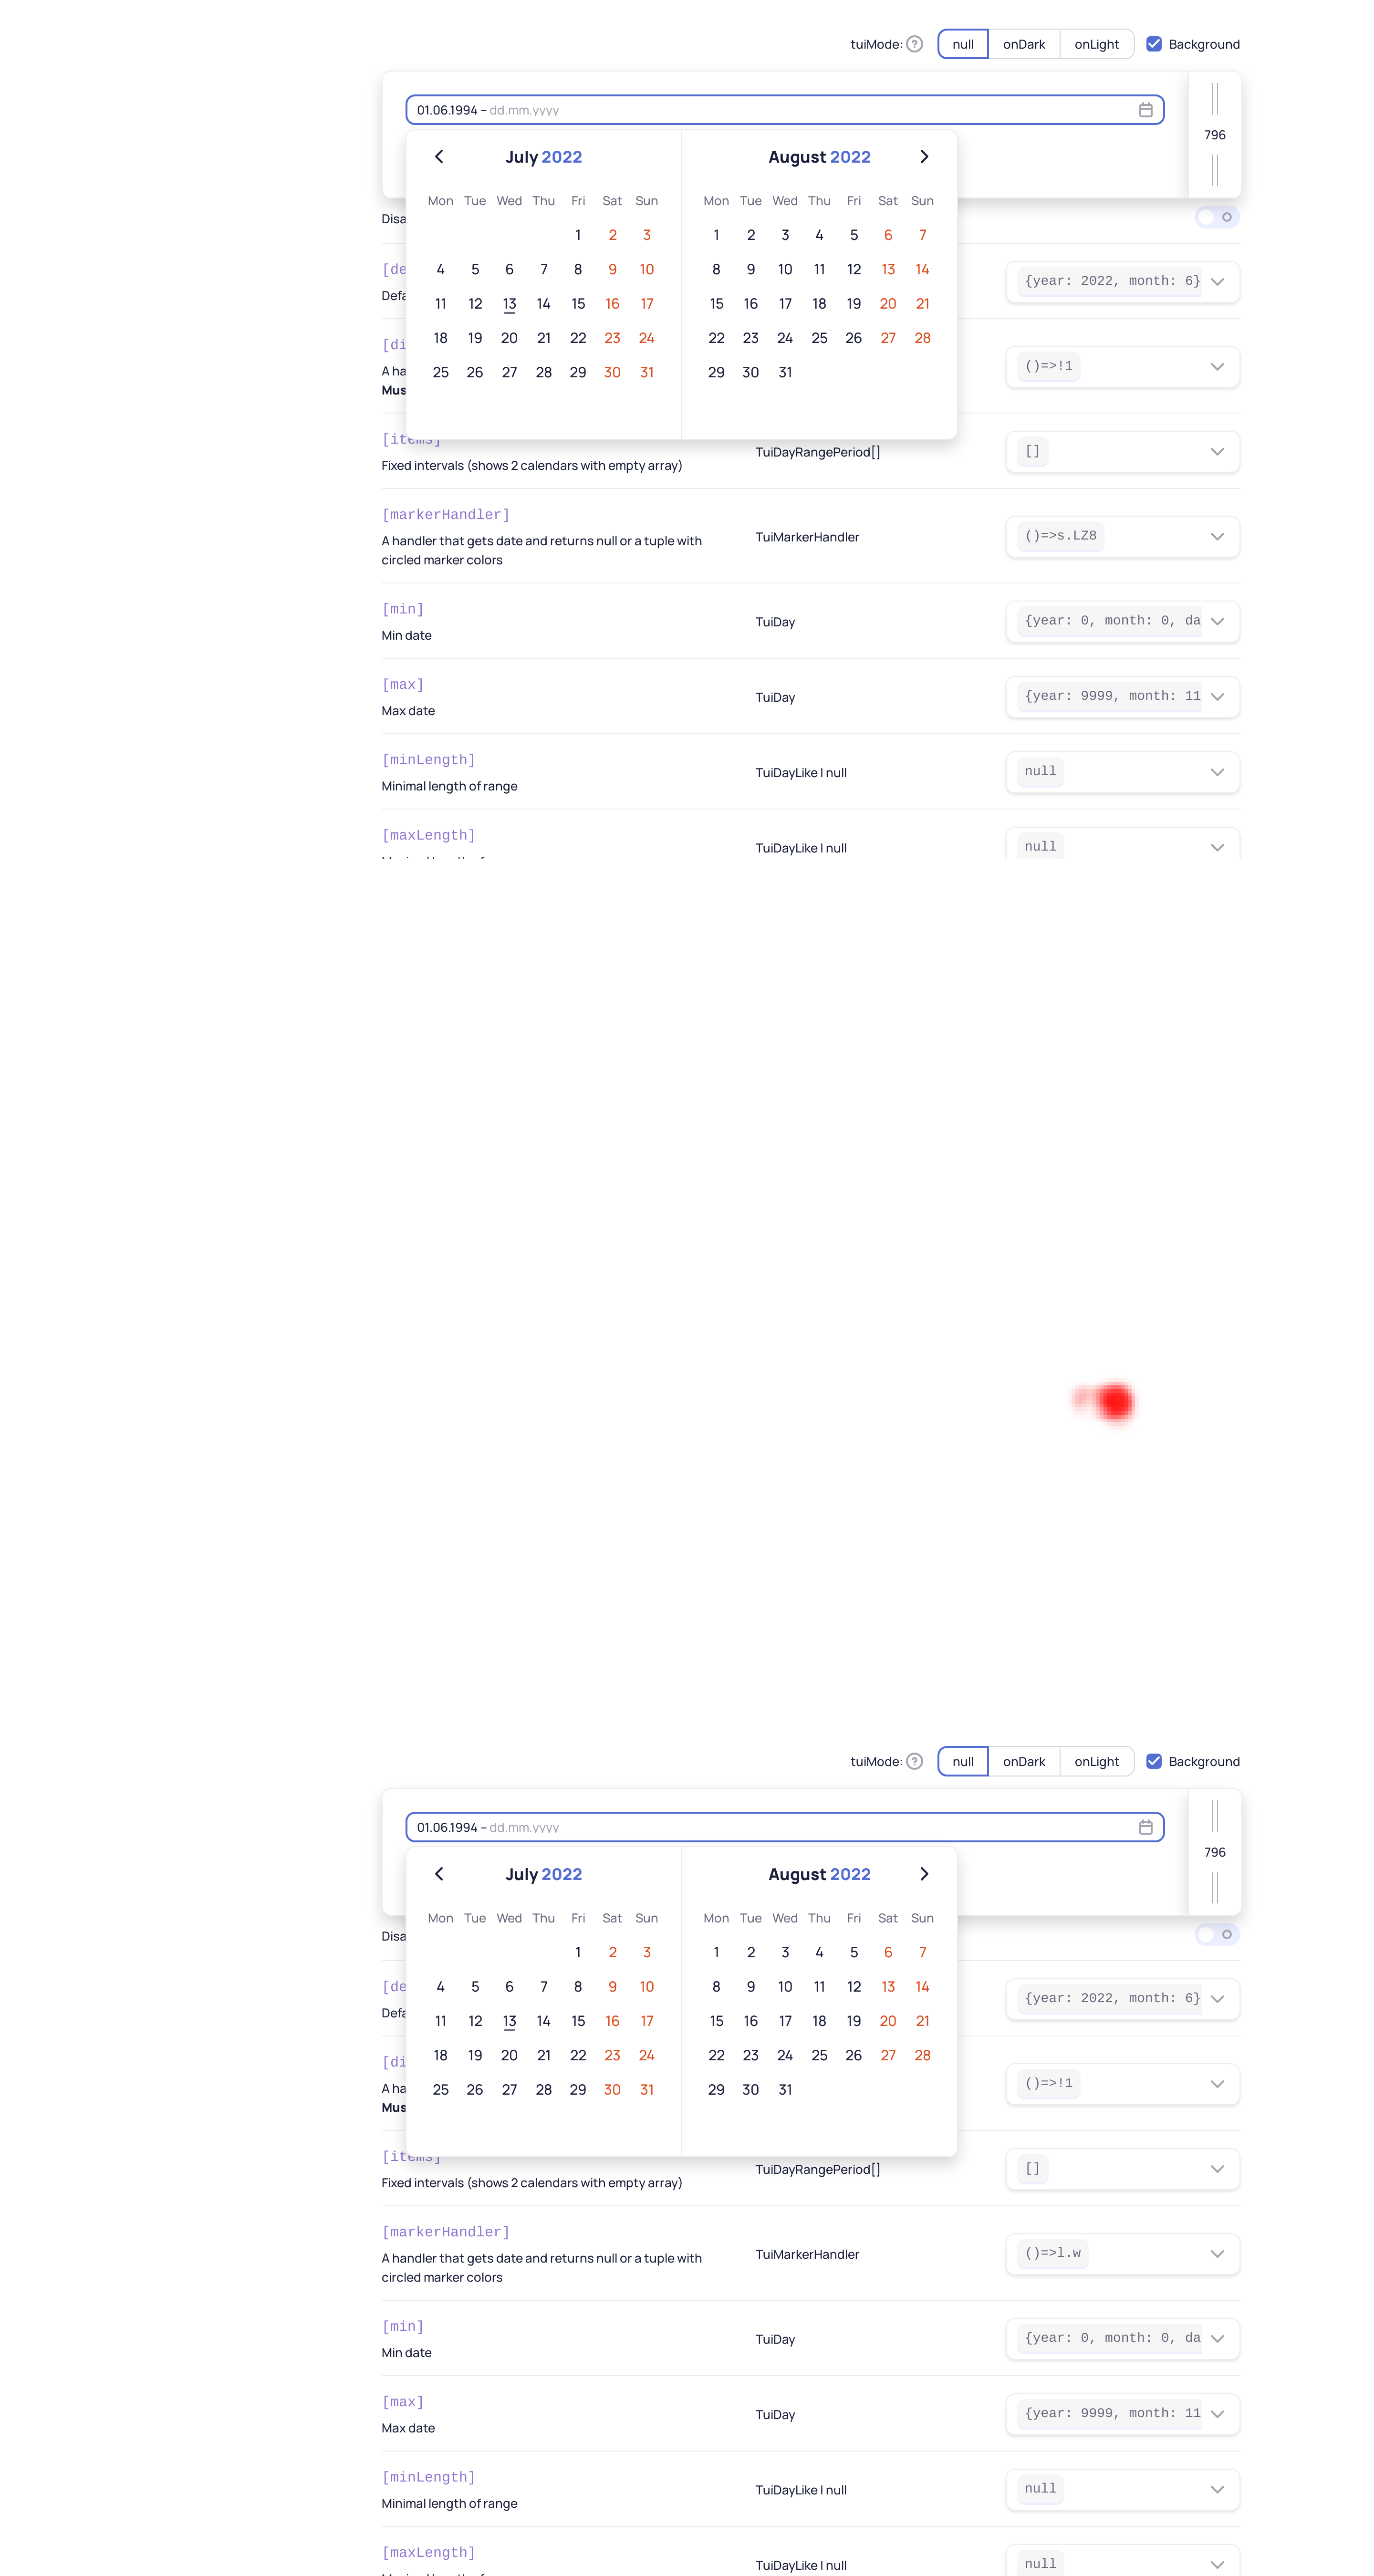 tuiMode: ? null onDark onLight Background
01.06.1994 – dd.mm.yyyy
796
July 2022 August 2022
Mon Tue Wed Thu Fri Sat Sun Mon Tue Wed Thu Fri Sat Sun
1 2 3 1 2 3 4 5 6 7
4 5 6 7 8 9 10 8 9 10 11 12 13 14
11 12 13 14 15 16 17 15 16 17 18 19 20 21
18 19 20 21 22 23 24 22 23 24 25 26 27 28
25 26 27 28 29 30 31 29 30 31
Disa
[de
Defa
{year: 2022, month: 6}
[di
A ha
Mus
()=>!1
[items]
Fixed intervals (shows 2 calendars with empty array)
TuiDayRangePeriod[]
[]
[markerHandler]
A handler that gets date and returns null or a tuple with
circled marker colors
TuiMarkerHandler
()=>s.LZ8
[min]
Min date
TuiDay
{year: 0, month: 0, da
[max]
Max date
TuiDay
{year: 9999, month: 11
[minLength]
Minimal length of range
TuiDayLike | null
null
[maxLength]
TuiDayLike | null
null
tuiMode: ? null onDark onLight Background
01.06.1994 – dd.mm.yyyy
796
July 2022 August 2022
Mon Tue Wed Thu Fri Sat Sun Mon Tue Wed Thu Fri Sat Sun
1 2 3 1 2 3 4 5 6 7
4 5 6 7 8 9 10 8 9 10 11 12 13 14
11 12 13 14 15 16 17 15 16 17 18 19 20 21
18 19 20 21 22 23 24 22 23 24 25 26 27 28
25 26 27 28 29 30 31 29 30 31
Disa
[de
Defa
{year: 2022, month: 6}
[di
A ha
Mus
()=>!1
[items]
Fixed intervals (shows 2 calendars with empty array)
TuiDayRangePeriod[]
[]
[markerHandler]
A handler that gets date and returns null or a tuple with
circled marker colors
TuiMarkerHandler
()=>l.w
[min]
Min date
TuiDay
{year: 0, month: 0, da
[max]
Max date
TuiDay
{year: 9999, month: 11
[minLength]
Minimal length of range
TuiDayLike | null
null
[maxLength]
TuiDayLike | null
null